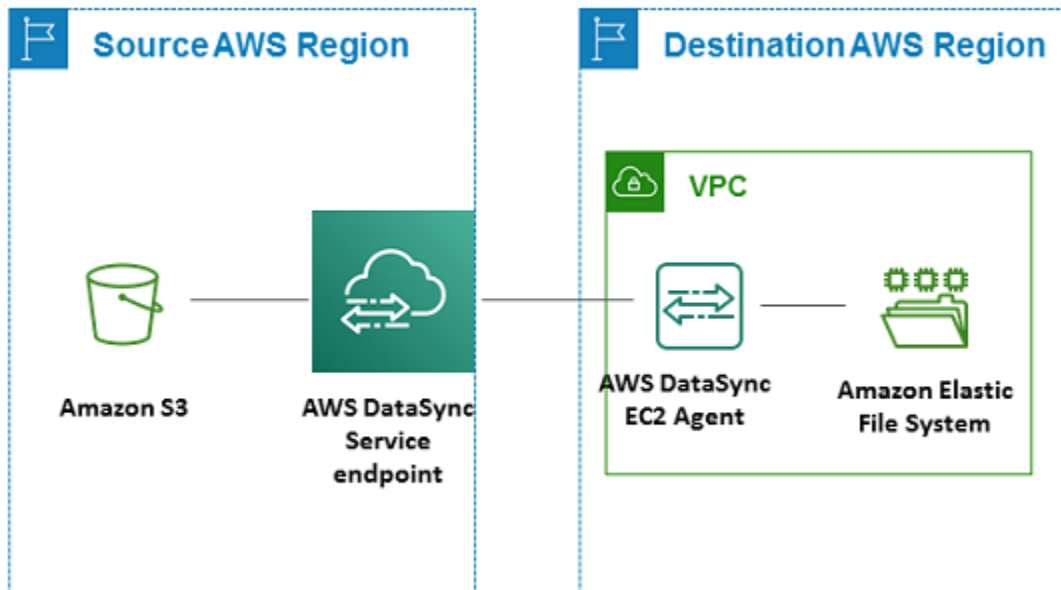 Source AWS Region
Destination AWS Region
VPC
Amazon S3
AWS DataSync
Service
endpoint
AWS DataSync
EC2 Agent
Amazon Elastic
File System